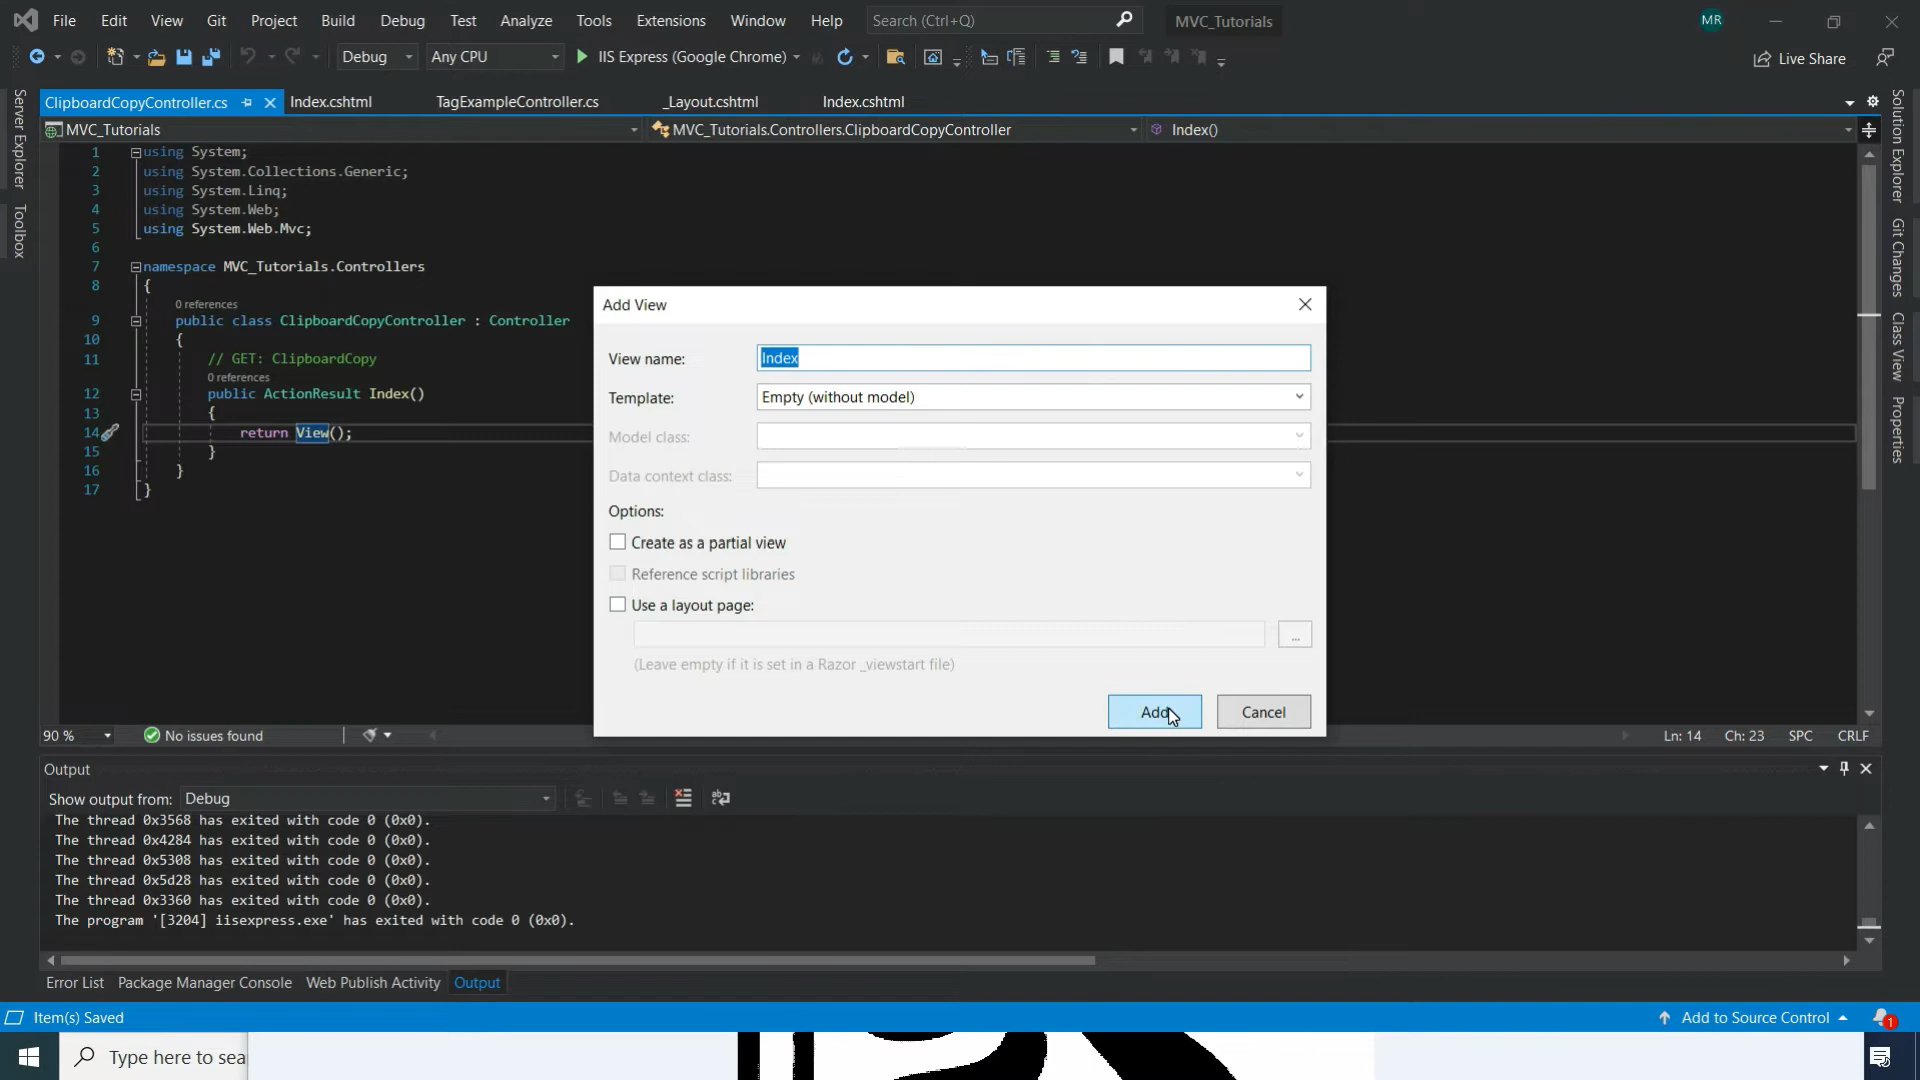 File Edit View Git Project Build Debug Test Analyze Tools Extensions Window Help Search (Ctrl+Q) MVC_Tutorials MR
Debug Any CPU IIS Express (Google Chrome) Live Share
ClipboardCopyController.cs Index.cshtml TagExampleController.cs _Layout.cshtml Index.cshtml
MVC_Tutorials MVC_Tutorials.Controllers.ClipboardCopyController Index()
Server Explorer
Toolbox
1 using System;
2 using System.Collections.Generic;
3 using System.Linq;
4 using System.Web;
5 using System.Web.Mvc;
6
7 namespace MVC_Tutorials.Controllers
8 {
0 references
9 public class ClipboardCopyController : Controller
10 {
11 // GET: ClipboardCopy
0 references
12 public ActionResult Index()
13 {
14 return View();
15 }
16 }
17 }
Add View
View name: Index
Template: Empty (without model)
Model class:
Data context class:
Options:
Create as a partial view
Reference script libraries
Use a layout page:
...
(Leave empty if it is set in a Razor _viewstart file)
Add Cancel
Solution Explorer
Git Changes
Class View
Properties
90 % No issues found Ln: 14 Ch: 23 SPC CRLF
Output
Show output from: Debug
The thread 0x3568 has exited with code 0 (0x0).
The thread 0x4284 has exited with code 0 (0x0).
The thread 0x5308 has exited with code 0 (0x0).
The thread 0x5d28 has exited with code 0 (0x0).
The thread 0x3360 has exited with code 0 (0x0).
The program '[3204] iisexpress.exe' has exited with code 0 (0x0).
Error List Package Manager Console Web Publish Activity Output
Item(s) Saved Add to Source Control 1
Type here to sea